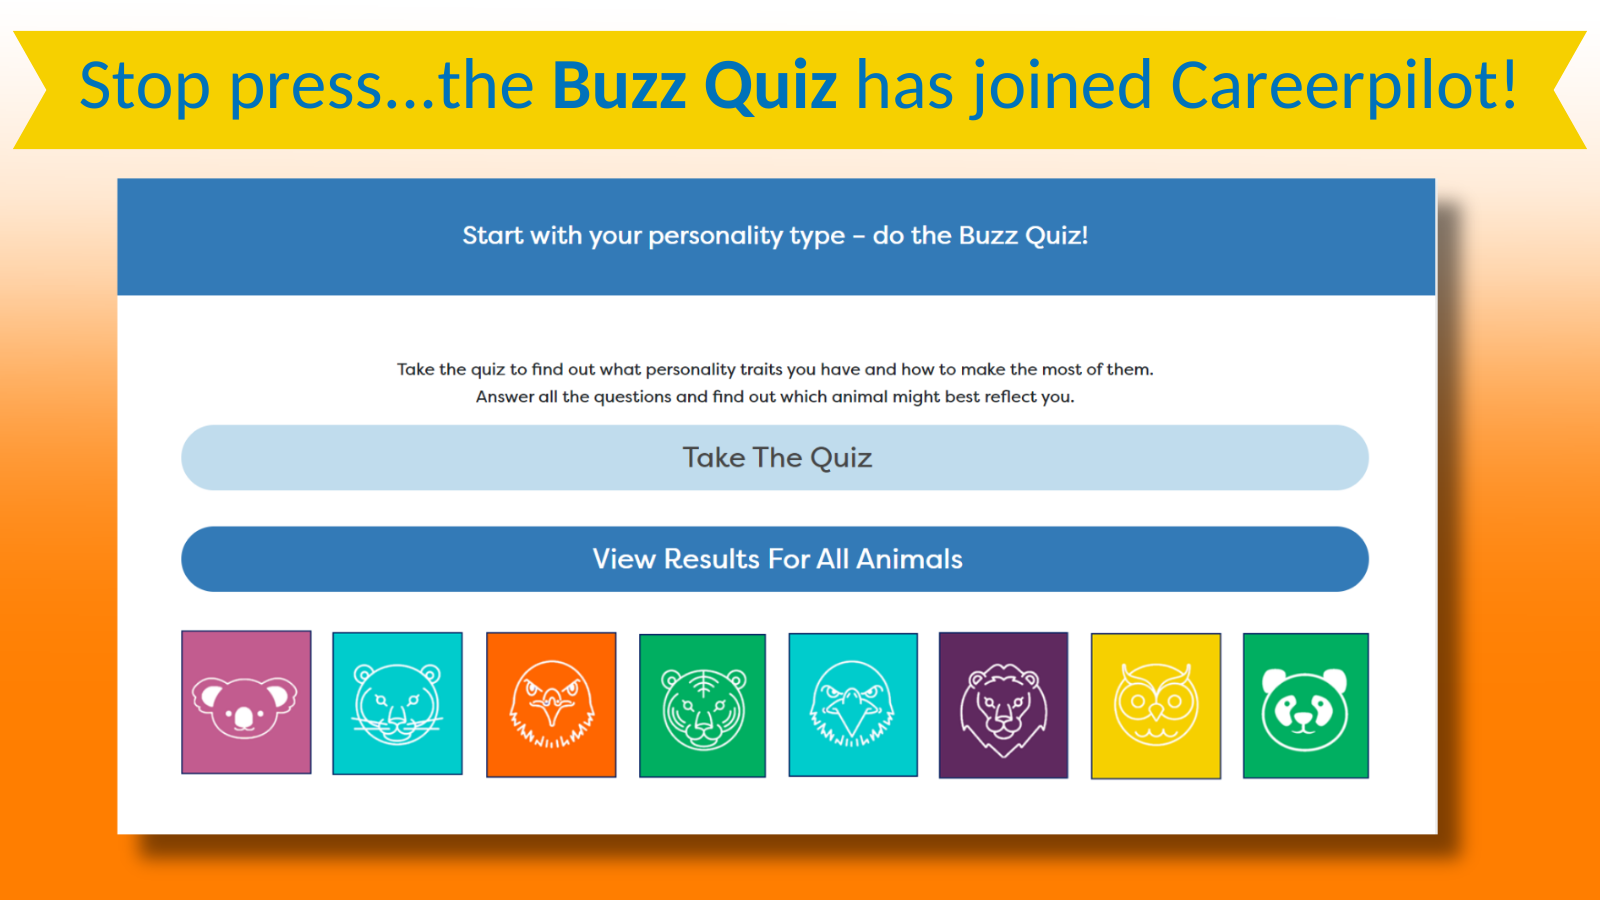 Stop press...the Buzz Quiz has joined Careerpilot!
Start with your personality type – do the Buzz Quiz!
Take the quiz to find out what personality traits you have and how to make the most of them.
Answer all the questions and find out which animal might best reflect you.
Take The Quiz
View Results For All Animals